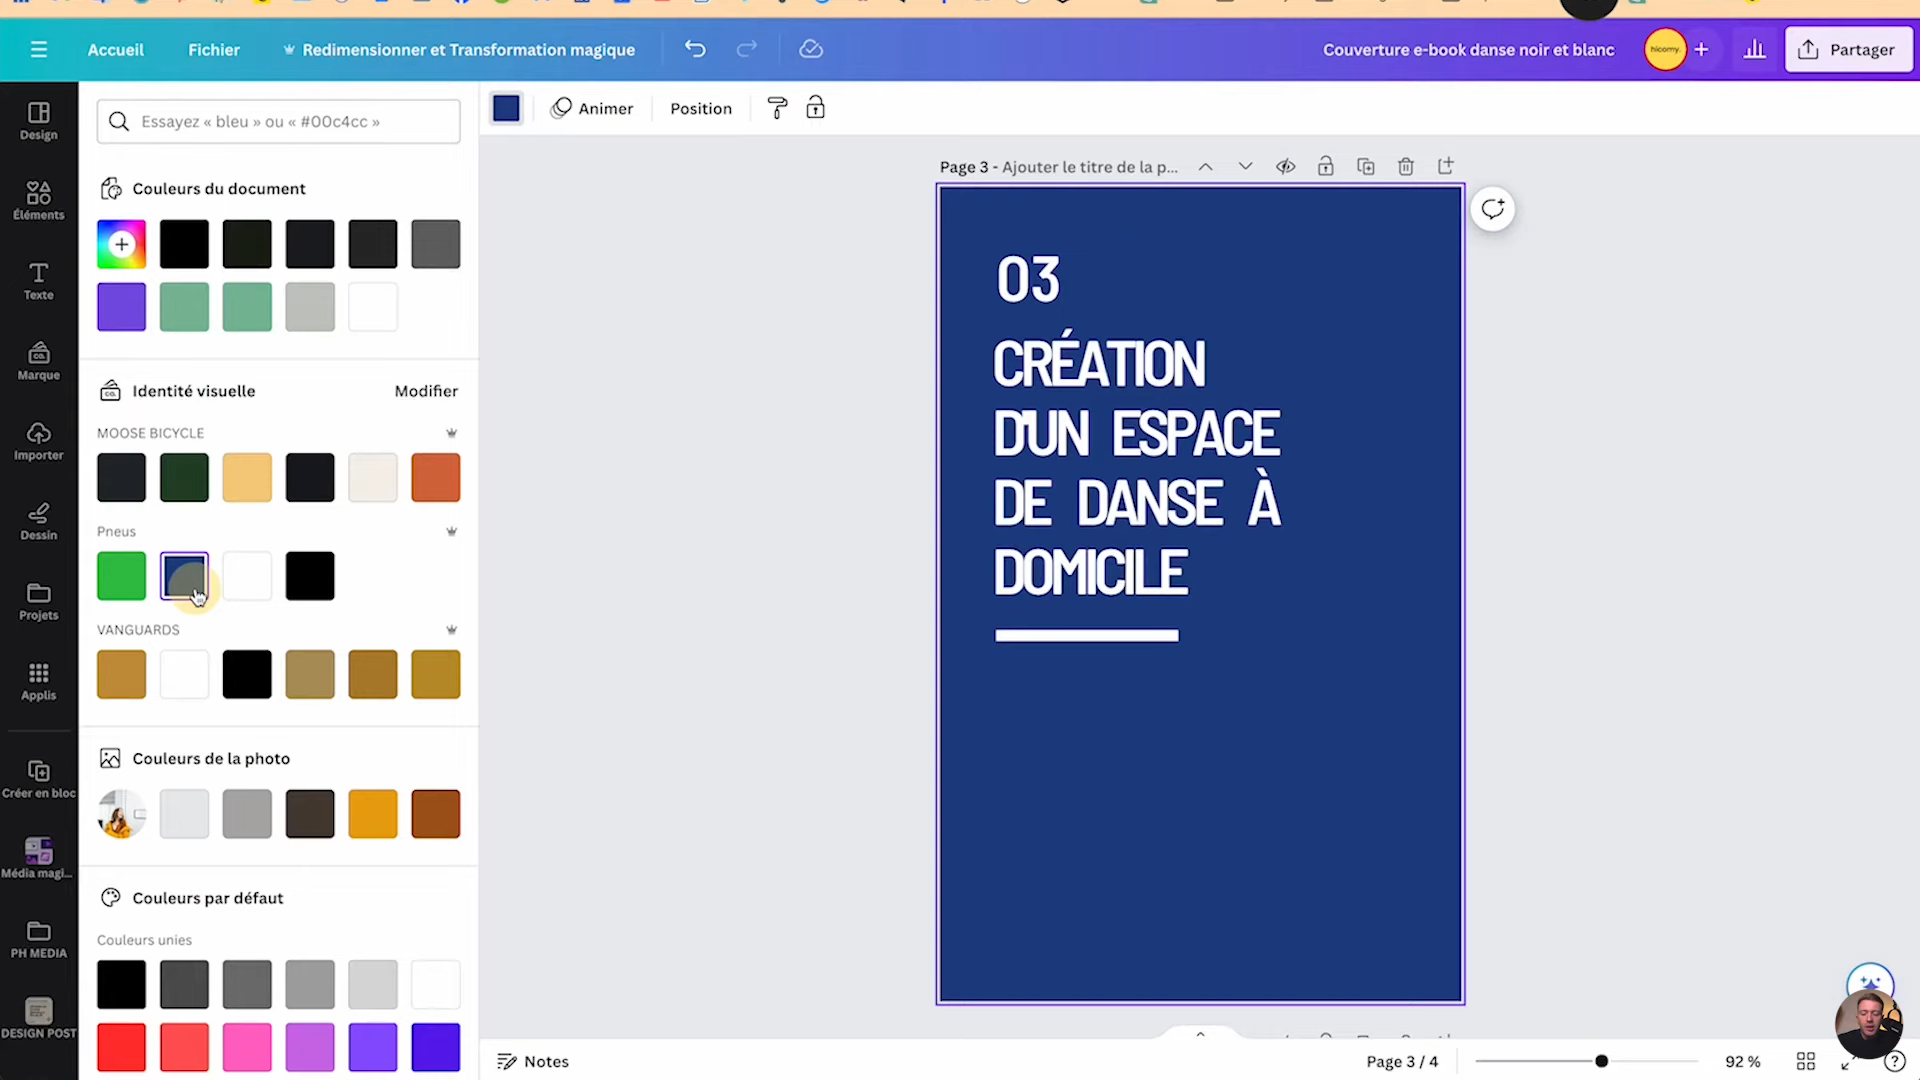 Accueil
Fichier
Redimensionner et Transformation magique
Couverture e-book danse noir et blanc
hicomy.
Partager
Design
Éléments
Texte
Marque
Importer
Dessin
Projets
Applis
Créer en bloc
Média magi...
PH MEDIA
DESIGN POST
Essayez « bleu » ou « #00c4cc »
Couleurs du document
Identité visuelle
Modifier
MOOSE BICYCLE
Pneus
VANGUARDS
Couleurs de la photo
Couleurs par défaut
Couleurs unies
Animer
Position
Page 3 - Ajouter le titre de la p...
03
CRÉATION
D'UN ESPACE
DE DANSE À
DOMICILE
Notes
Page 3 / 4
92 %